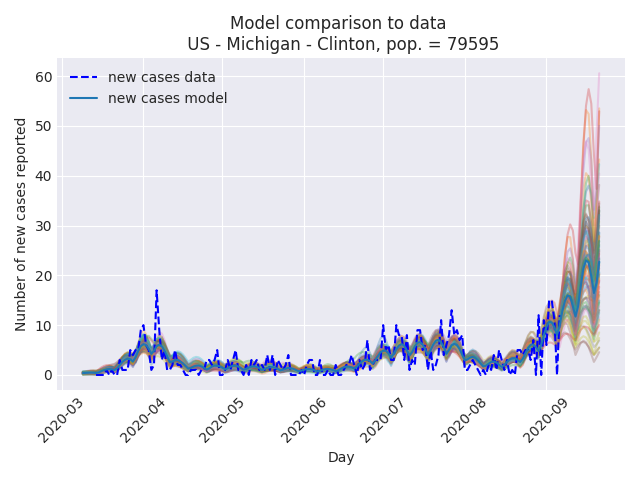 Model comparison to data
US - Michigan - Clinton, pop. = 79595
new cases data
new cases model
Number of new cases reported
60
50
40
30
20
10
0
2020-03
2020-04
2020-05
2020-06
2020-07
2020-08
2020-09
Day